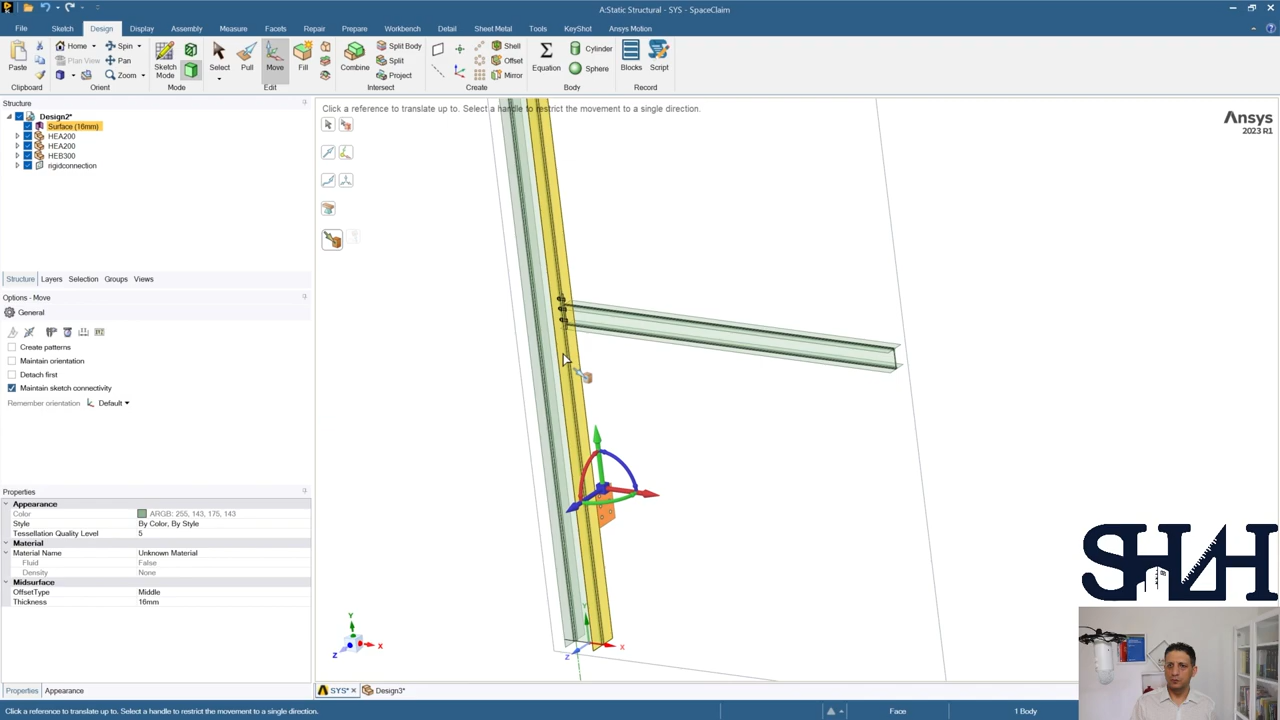 A:Static Structural - SYS - SpaceClaim
File Sketch Design Display Assembly Measure Facets Repair Prepare Workbench Detail Sheet Metal Tools KeyShot Ansys Motion
Home Spin Split Body Shell Cylinder
Plan View Pan Split Offset Sphere
Zoom Project Mirror
Paste Sketch Mode Select Pull Move Fill Combine Equation Blocks Script
Clipboard Orient Mode Edit Intersect Create Body Record
Structure
Click a reference to translate up to. Select a handle to restrict the movement to a single direction.
Design2*
Surface (16mm)
HEA200
HEA200
HEB300
rigidconnection
Ansys
2023 R1
Structure Layers Selection Groups Views
Options - Move
General
Create patterns
Maintain orientation
Detach first
Maintain sketch connectivity
Remember orientation Default
Properties
Appearance
Color ARGB: 255, 143, 175, 143
Style By Color, By Style
Tessellation Quality Level 5
Material
Material Name Unknown Material
Fluid False
Density None
Midsurface
OffsetType Middle
Thickness 16mm
Y
X
Z
Y
X
Z
Properties Appearance
SYS* Design3*
Click a reference to translate up to. Select a handle to restrict the movement to a single direction. Face 1 Body